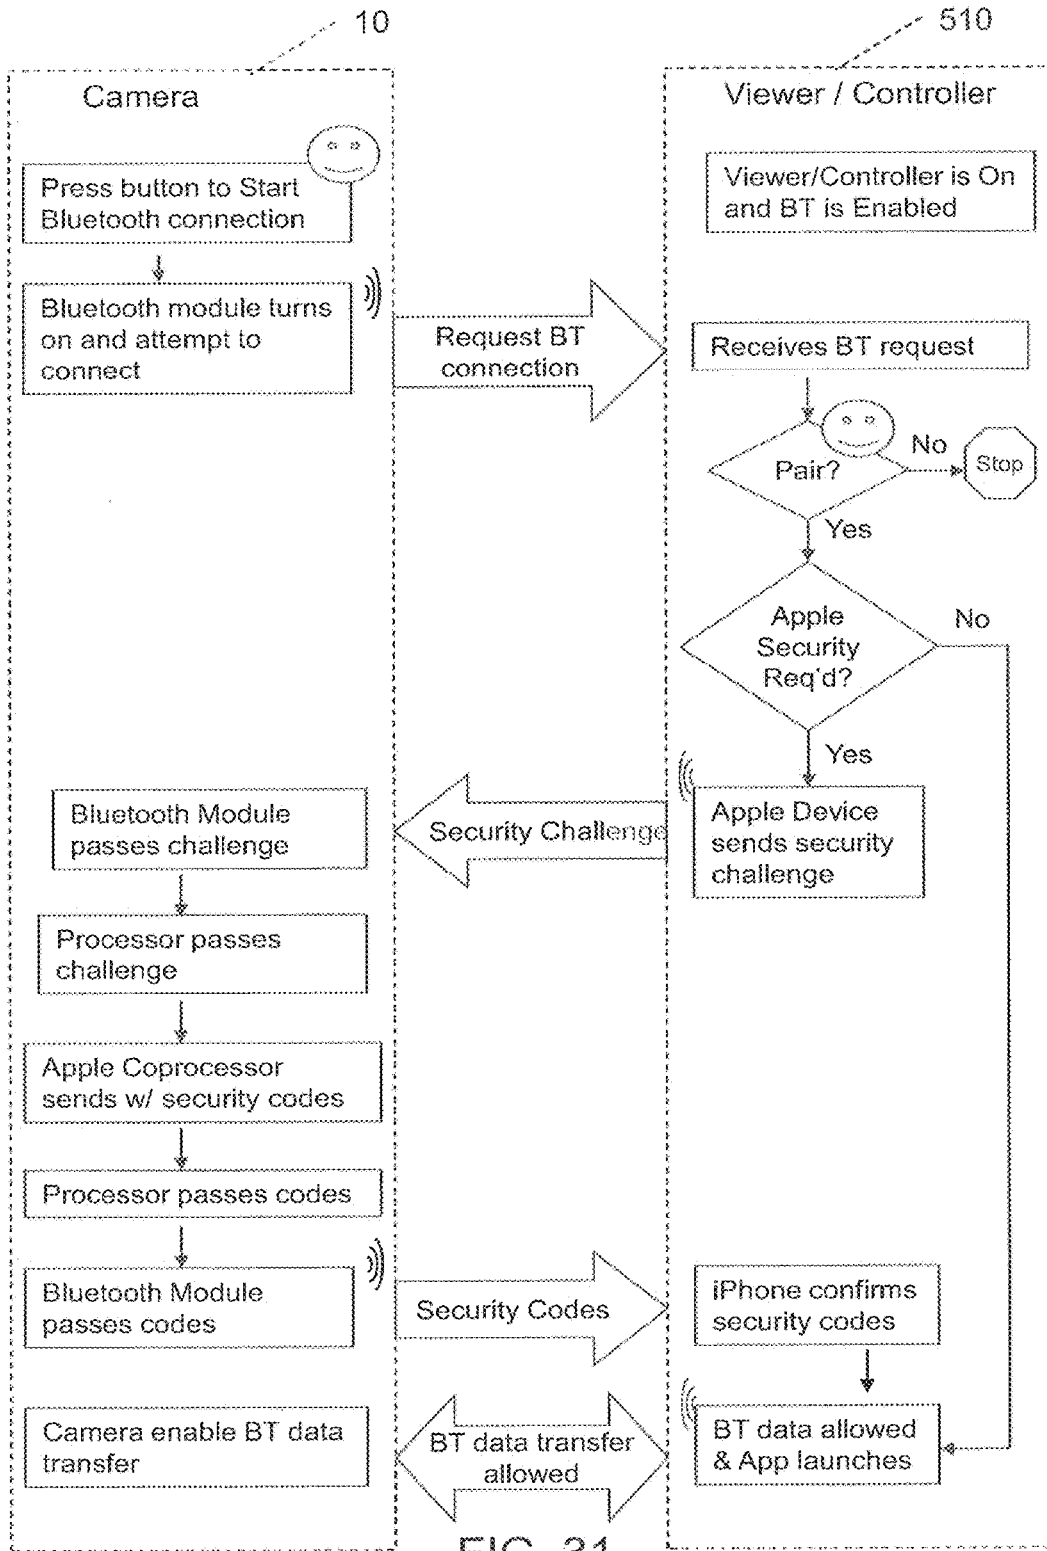 10
510
Camera
Viewer / Controller
Press button to Start
Bluetooth connection
Viewer/Controller is On
and BT is Enabled
Bluetooth module turns
on and attempt to
connect
Request BT
connection
Receives BT request
Pair?
No
Stop
Yes
Apple
Security
Req'd?
No
Yes
Apple Device
sends security
challenge
Security Challenge
Bluetooth Module
passes challenge
Processor passes
challenge
Apple Coprocessor
sends w/ security codes
Processor passes codes
Bluetooth Module
passes codes
Security Codes
iPhone confirms
security codes
Camera enable BT data
transfer
BT data transfer
allowed
BT data allowed
& App launches
FIG. 31